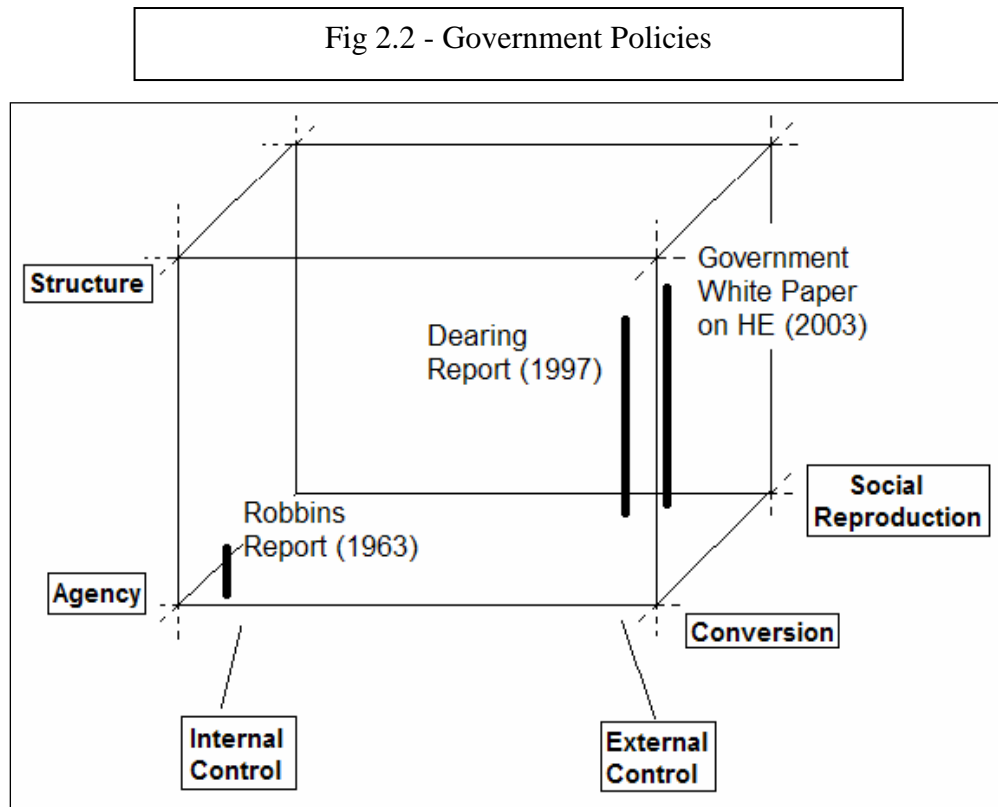 Fig 2.2 - Government Policies
Structure
Government
White Paper
on HE (2003)
Dearing
Report (1997)
Social
Reproduction
Robbins
Report (1963)
Agency
Conversion
Internal
Control
External
Control